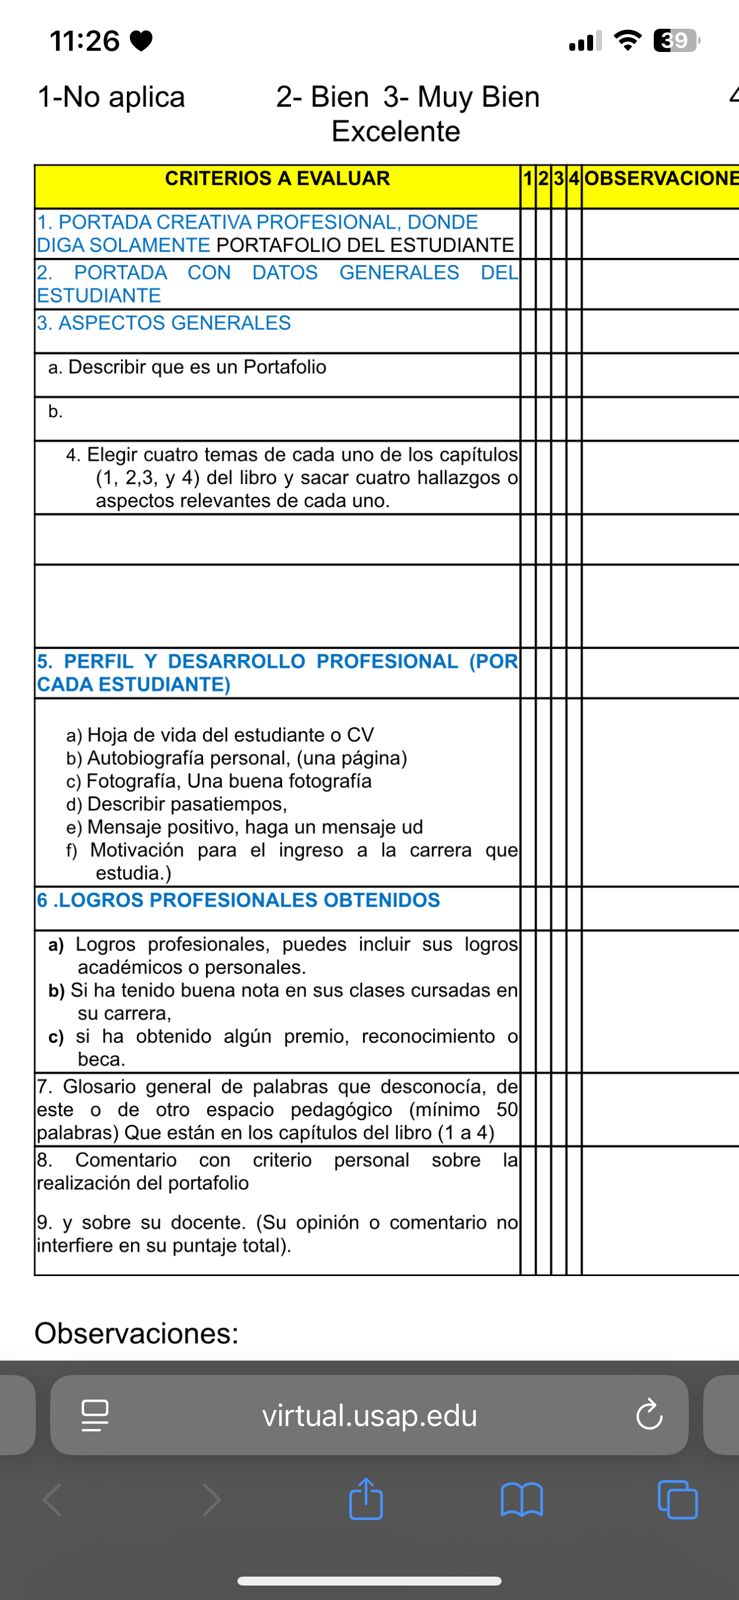 11:26
39
1-No aplica 2- Bien 3- Muy Bien
Excelente
CRITERIOS A EVALUAR 1 2 3 4 OBSERVACIONE
1. PORTADA CREATIVA PROFESIONAL, DONDE
DIGA SOLAMENTE PORTAFOLIO DEL ESTUDIANTE
2. PORTADA CON DATOS GENERALES DEL
ESTUDIANTE
3. ASPECTOS GENERALES
a. Describir que es un Portafolio
b.
4. Elegir cuatro temas de cada uno de los capítulos
(1, 2,3, y 4) del libro y sacar cuatro hallazgos o
aspectos relevantes de cada uno.
5. PERFIL Y DESARROLLO PROFESIONAL (POR
CADA ESTUDIANTE)
a) Hoja de vida del estudiante o CV
b) Autobiografía personal, (una página)
c) Fotografía, Una buena fotografía
d) Describir pasatiempos,
e) Mensaje positivo, haga un mensaje ud
f) Motivación para el ingreso a la carrera que
estudia.)
6 .LOGROS PROFESIONALES OBTENIDOS
a) Logros profesionales, puedes incluir sus logros
académicos o personales.
b) Si ha tenido buena nota en sus clases cursadas en
su carrera,
c) si ha obtenido algún premio, reconocimiento o
beca.
7. Glosario general de palabras que desconocía, de
este o de otro espacio pedagógico (mínimo 50
palabras) Que están en los capítulos del libro (1 a 4)
8. Comentario con criterio personal sobre la
realización del portafolio
9. y sobre su docente. (Su opinión o comentario no
interfiere en su puntaje total).
Observaciones:
virtual.usap.edu